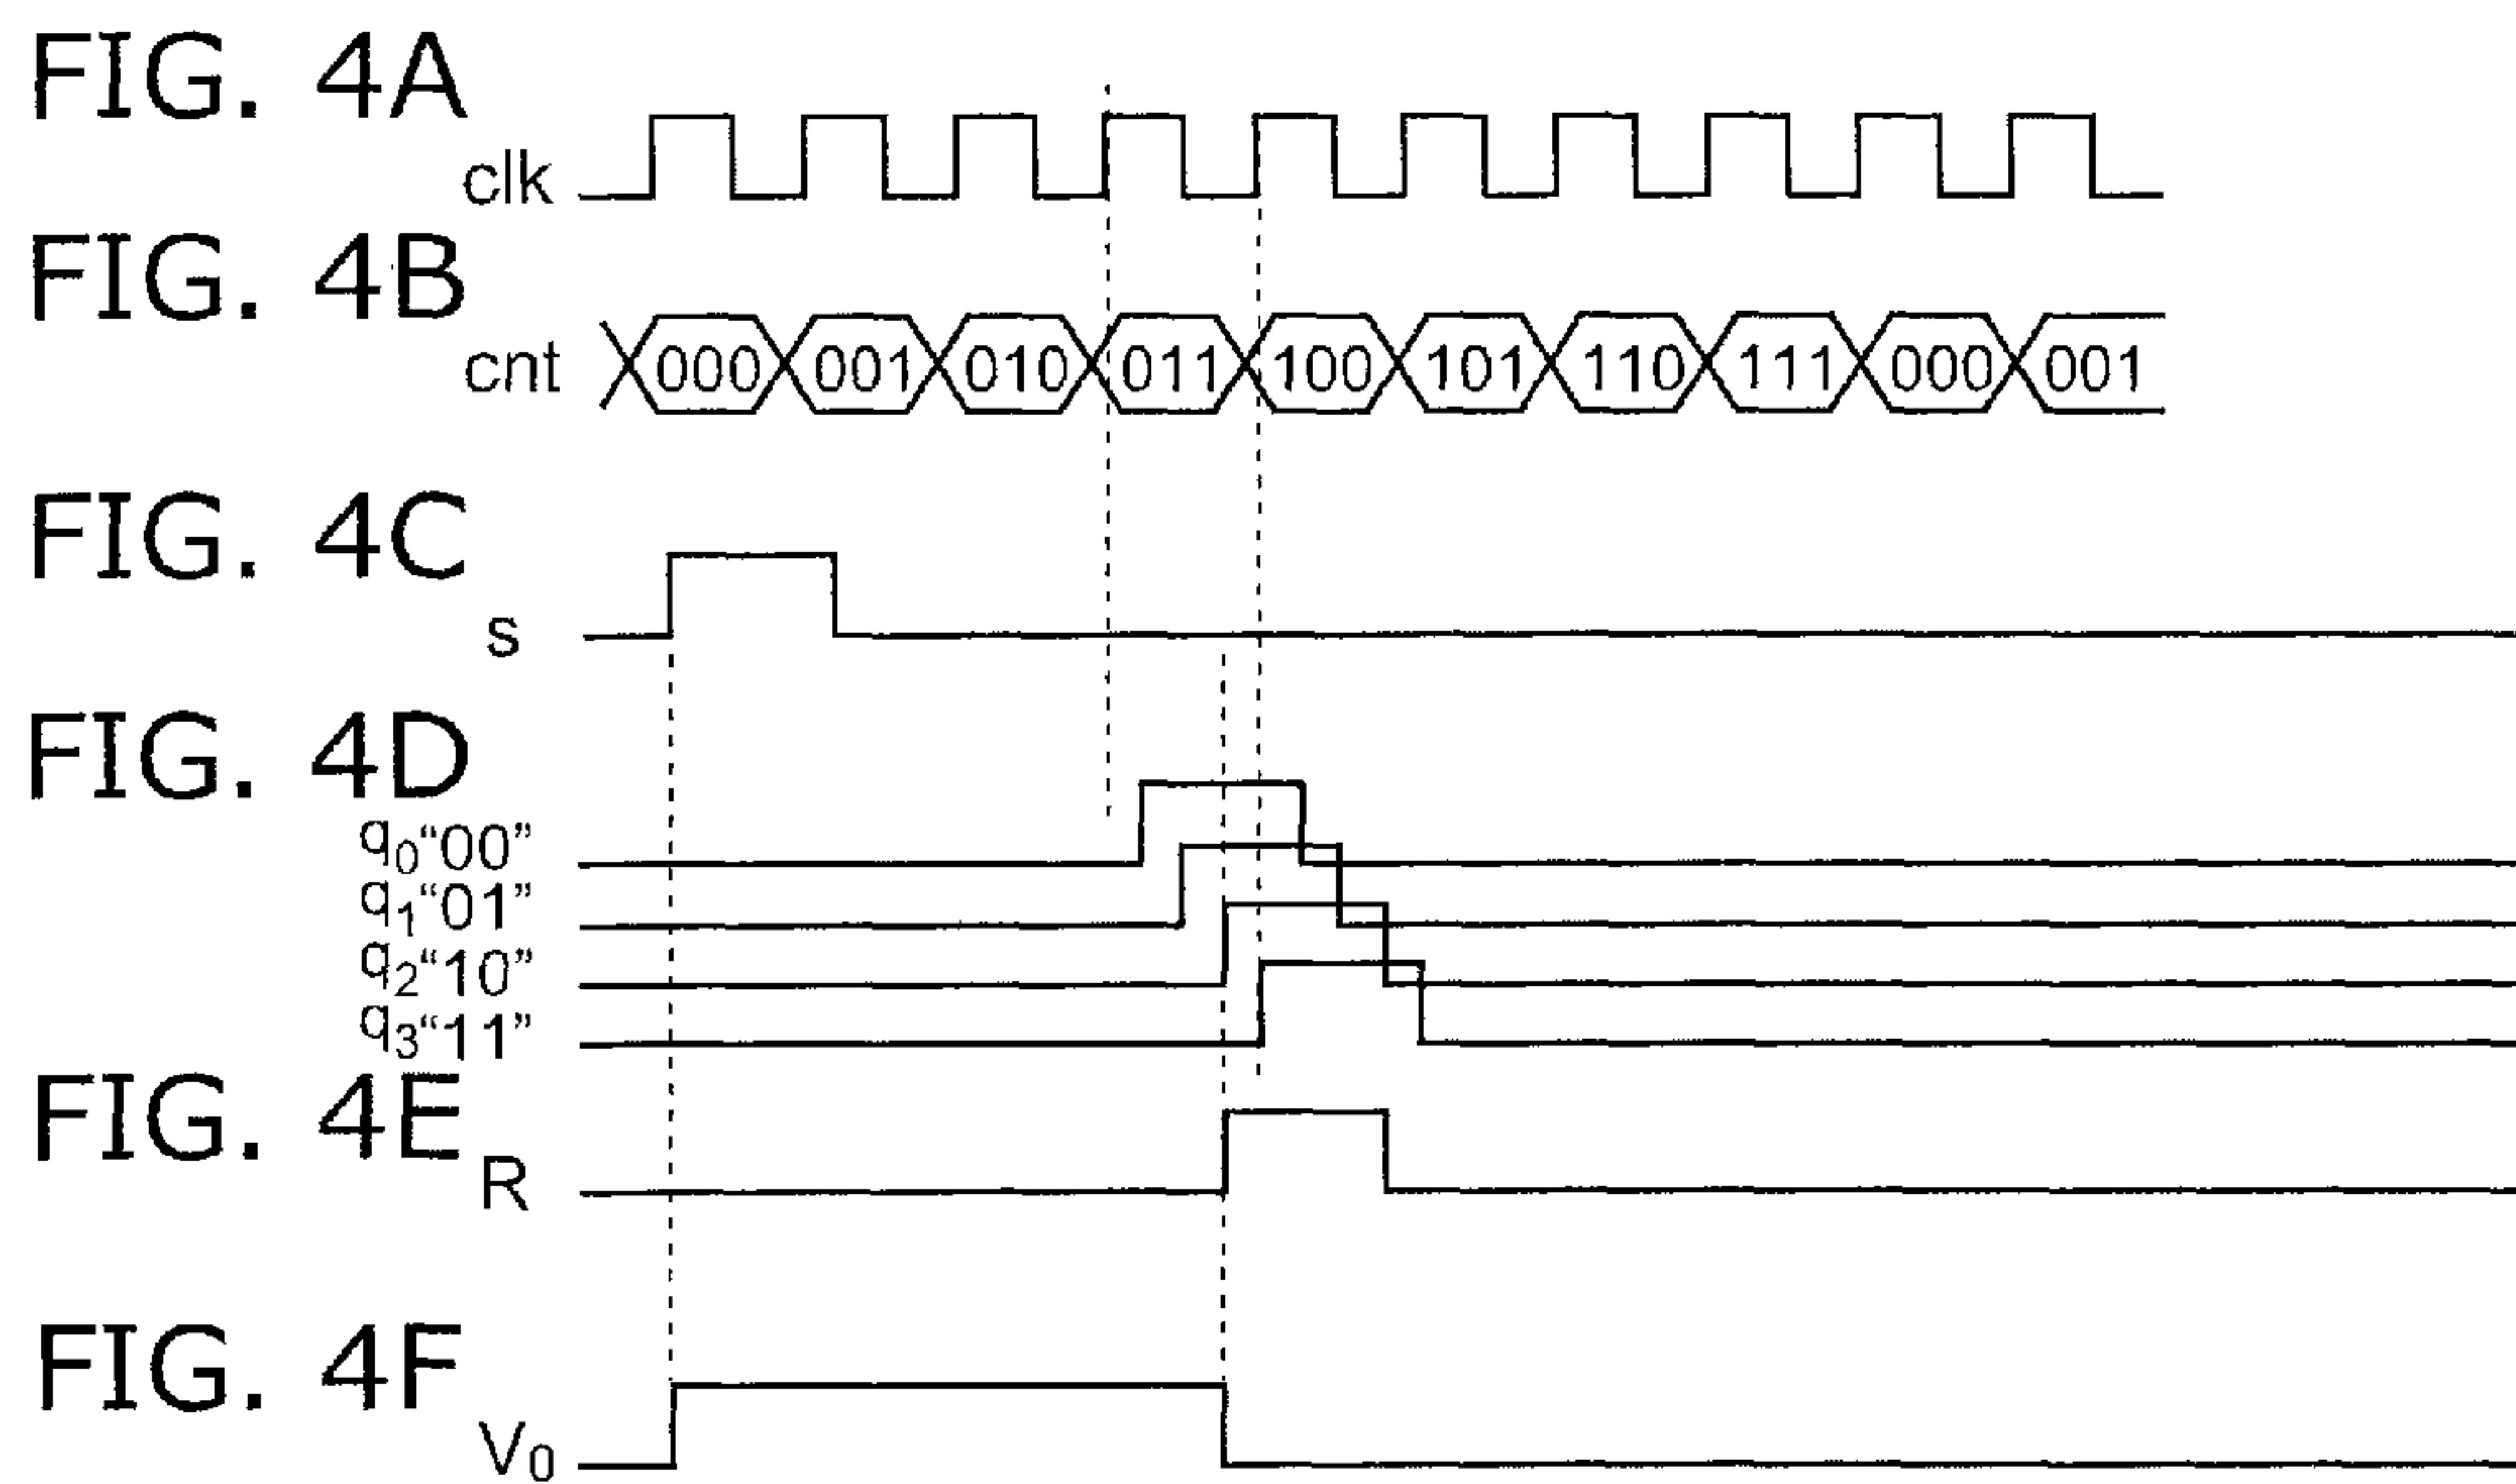 FIG. 4A
clk
FIG. 4B
cnt 000 001 010 011 100 101 110 111 000 001
FIG. 4C
s
FIG. 4D
q0“00”
q1“01”
q2“10”
q3“11”
FIG. 4E
R
FIG. 4F
V0